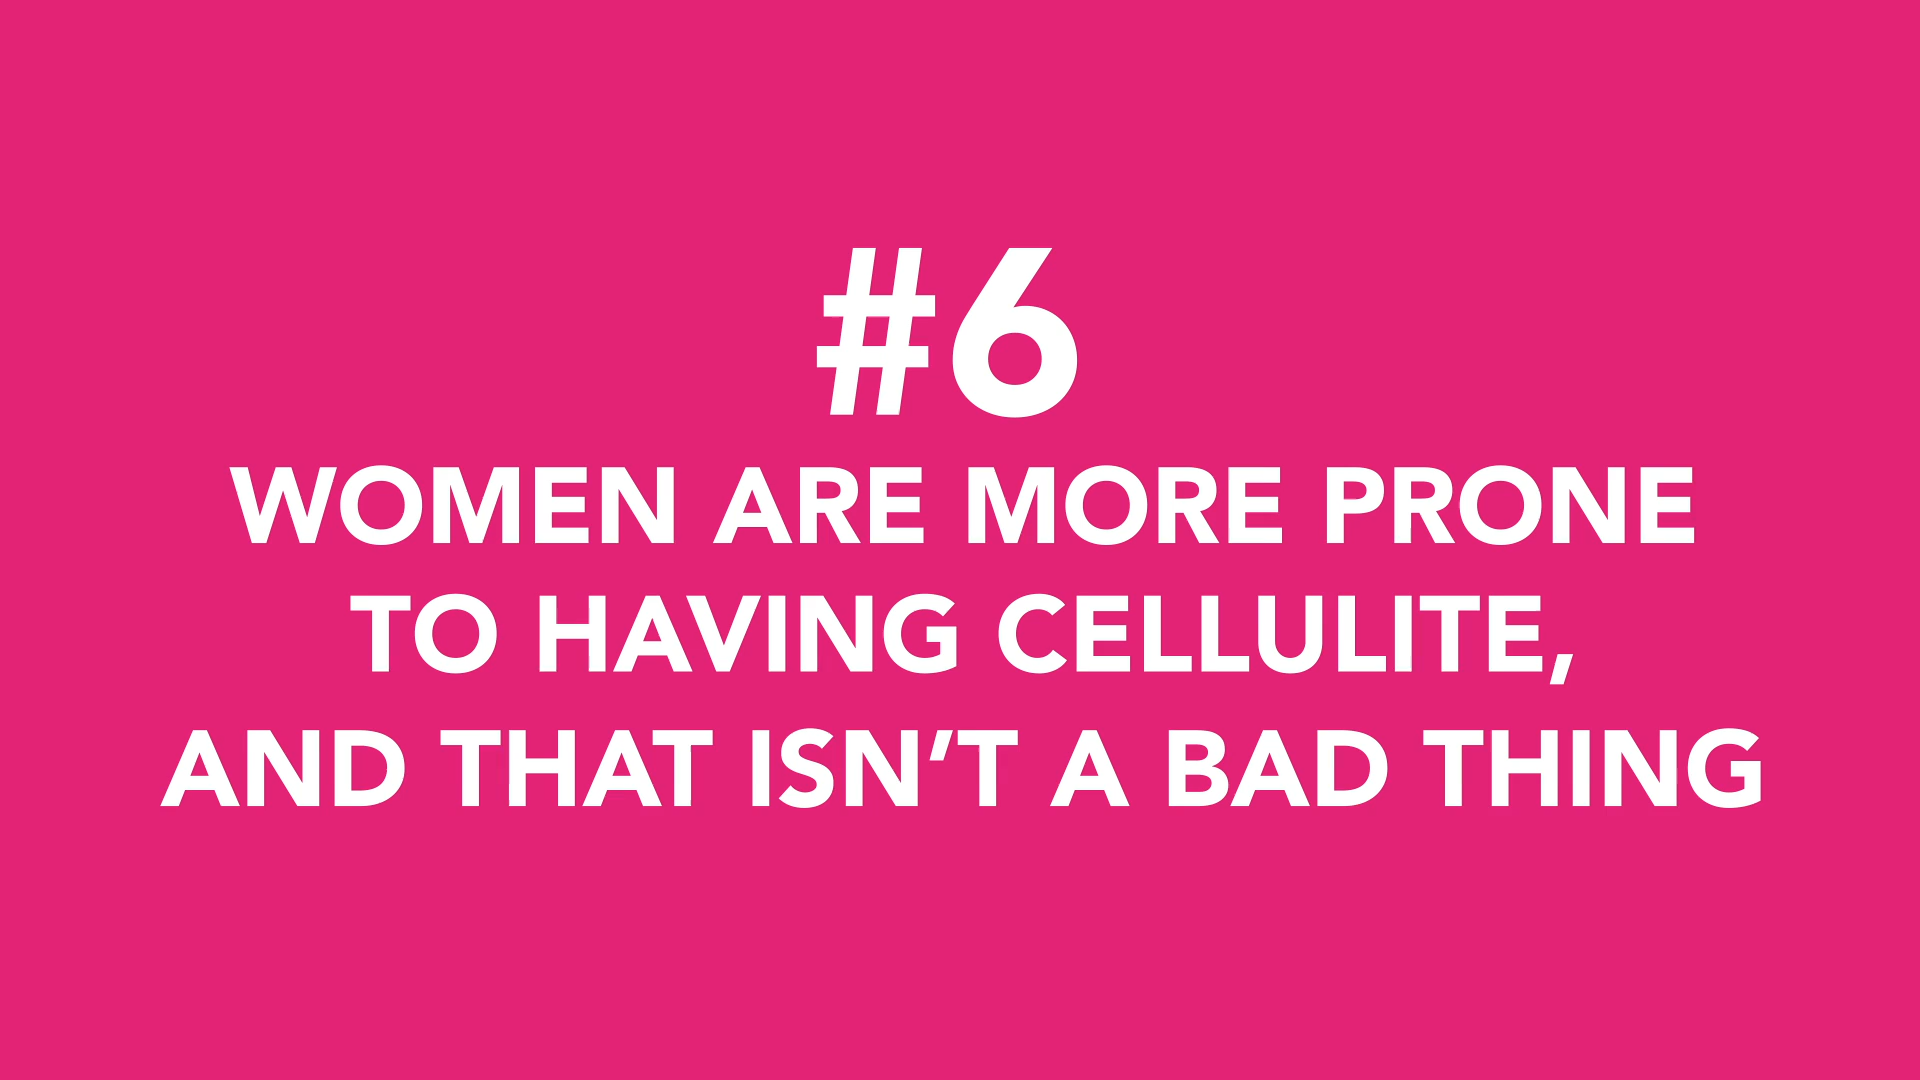 #6
WOMEN ARE MORE PRONE
TO HAVING CELLULITE,
AND THAT ISN’T A BAD THING